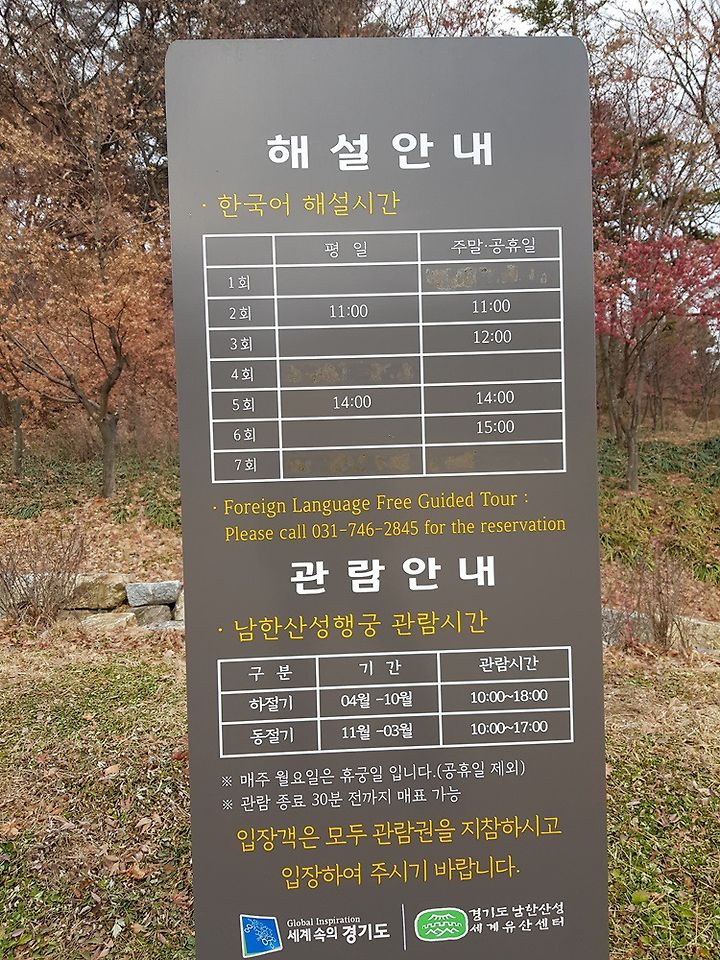 해설안내
· 한국어 해설시간
평 일 주말·공휴일
1회
2회 11:00 11:00
3회 12:00
4회
5회 14:00 14:00
6회 15:00
7회
· Foreign Language Free Guided Tour :
Please call 031-746-2845 for the reservation
관람안내
· 남한산성행궁 관람시간
구 분 기 간 관람시간
하절기 04월 -10월 10:00~18:00
동절기 11월 -03월 10:00~17:00
※ 매주 월요일은 휴궁일 입니다.(공휴일 제외)
※ 관람 종료 30분 전까지 매표 가능
입장객은 모두 관람권을 지참하시고
입장하여 주시기 바랍니다.
Global Inspiration
세계 속의 경기도
경기도 남한산성
세계유산센터